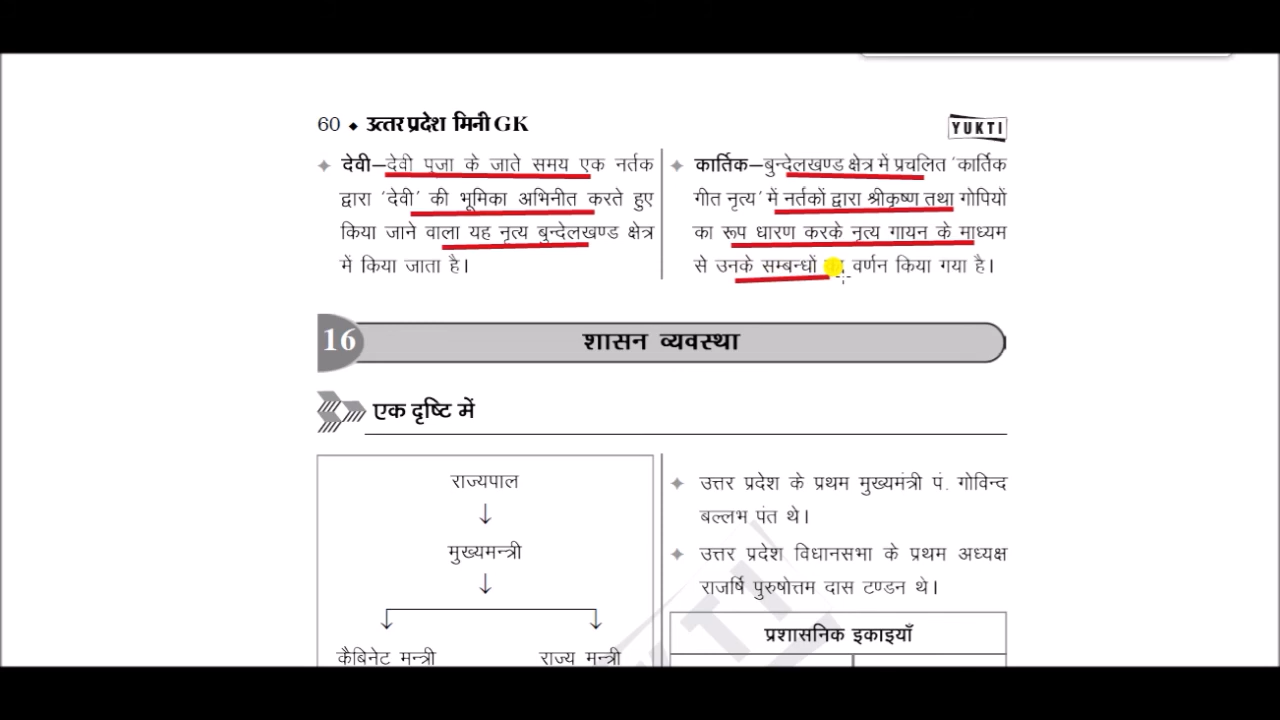 60 ◆ उत्तर प्रदेश मिनी GK
YUKTI
देवी—देवी पूजा के जाते समय एक नर्तक
द्वारा 'देवी' की भूमिका अभिनीत करते हुए
किया जाने वाला यह नृत्य बुन्देलखण्ड क्षेत्र
में किया जाता है।
कार्तिक—बुन्देलखण्ड क्षेत्र में प्रचलित 'कार्तिक
गीत नृत्य' में नर्तकों द्वारा श्रीकृष्ण तथा गोपियों
का रूप धारण करके नृत्य गायन के माध्यम
से उनके सम्बन्धों का वर्णन किया गया है।
16 शासन व्यवस्था
एक दृष्टि में
राज्यपाल
↓
मुख्यमन्त्री
↓
कैबिनेट मन्त्री राज्य मन्त्री
उत्तर प्रदेश के प्रथम मुख्यमंत्री पं. गोविन्द
बल्लभ पंत थे।
उत्तर प्रदेश विधानसभा के प्रथम अध्यक्ष
राजर्षि पुरुषोत्तम दास टण्डन थे।
प्रशासनिक इकाइयाँ